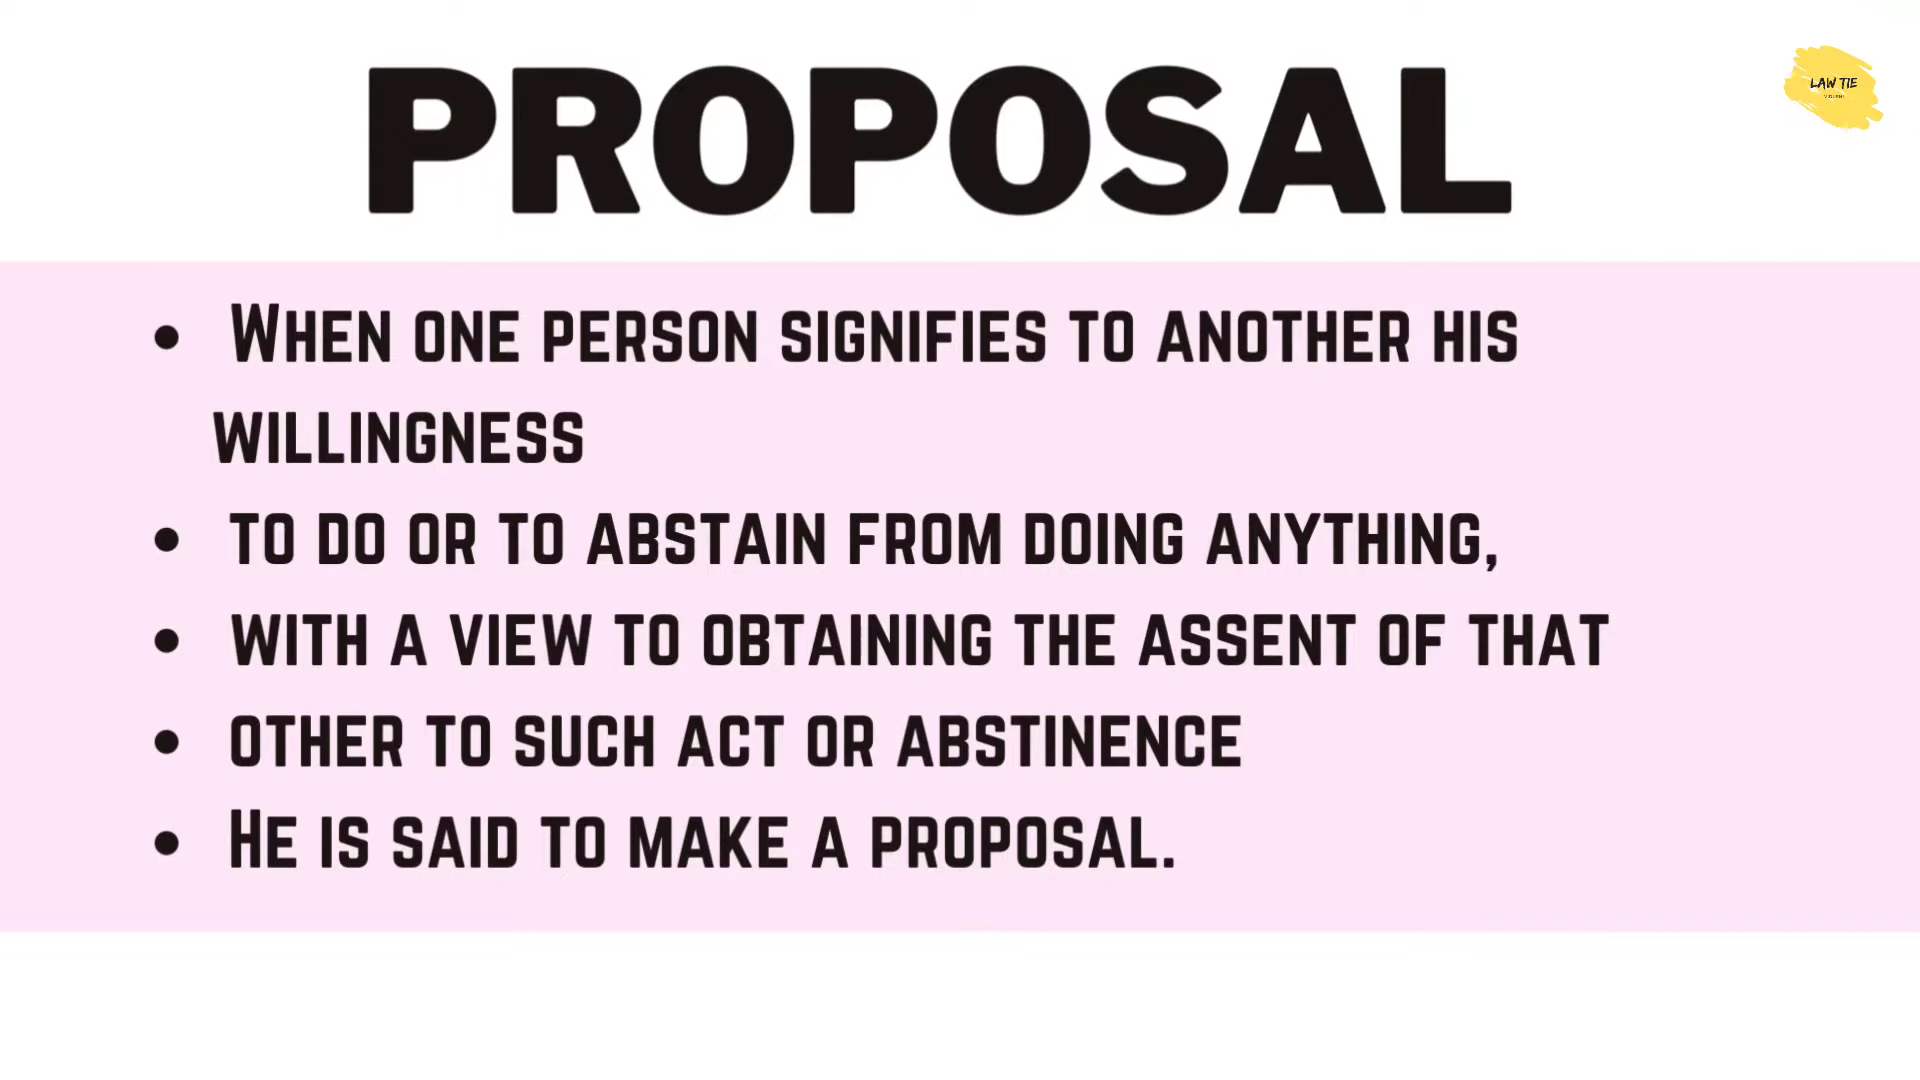 PROPOSAL
LAW TIE
• When one person signifies to another his
willingness
• to do or to abstain from doing anything,
• with a view to obtaining the assent of that
• other to such act or abstinence
• He is said to make a proposal.